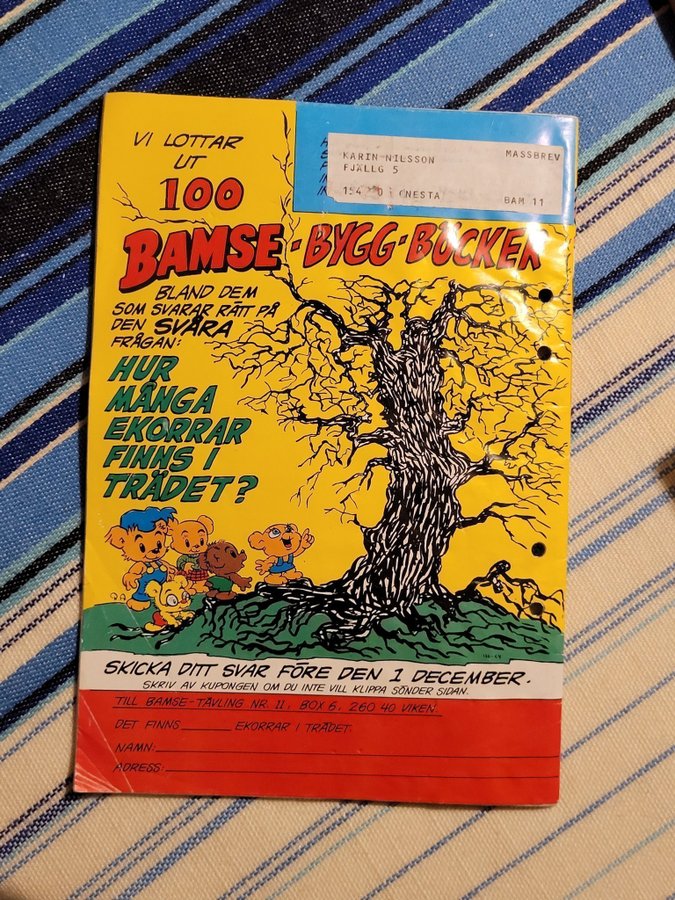 VI LOTTAR
UT
100
KARIN NILSSON MASSBREV
FJÄLLG 5
GNESTA BAM 11
BAMSE-BYGG-BÖCKER
BLAND DEM
SOM SVARAR RÄTT PÅ
DEN SVÅRA
FRÅGAN:
HUR
MÅNGA
EKORRAR
FINNS I
TRÄDET?
SKICKA DITT SVAR FÖRE DEN 1 DECEMBER.
SKRIV AV KUPONGEN OM DU INTE VILL KLIPPA SÖNDER SIDAN.
TILL BAMSE-TÄVLING NR 11, BOX 6, 260 40 VIKEN.
DET FINNS______ EKORRAR I TRÄDET.
NAMN:
ADRESS: